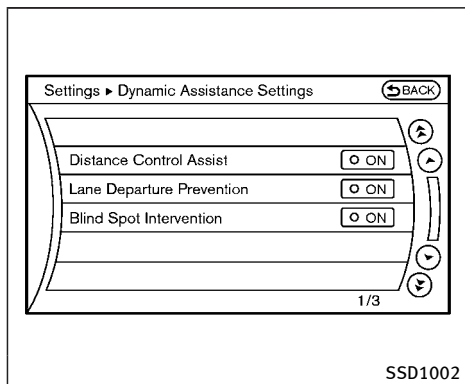 Settings ▸ Dynamic Assistance Settings BACK
Distance Control Assist ON
Lane Departure Prevention ON
Blind Spot Intervention ON
1/3
SSD1002